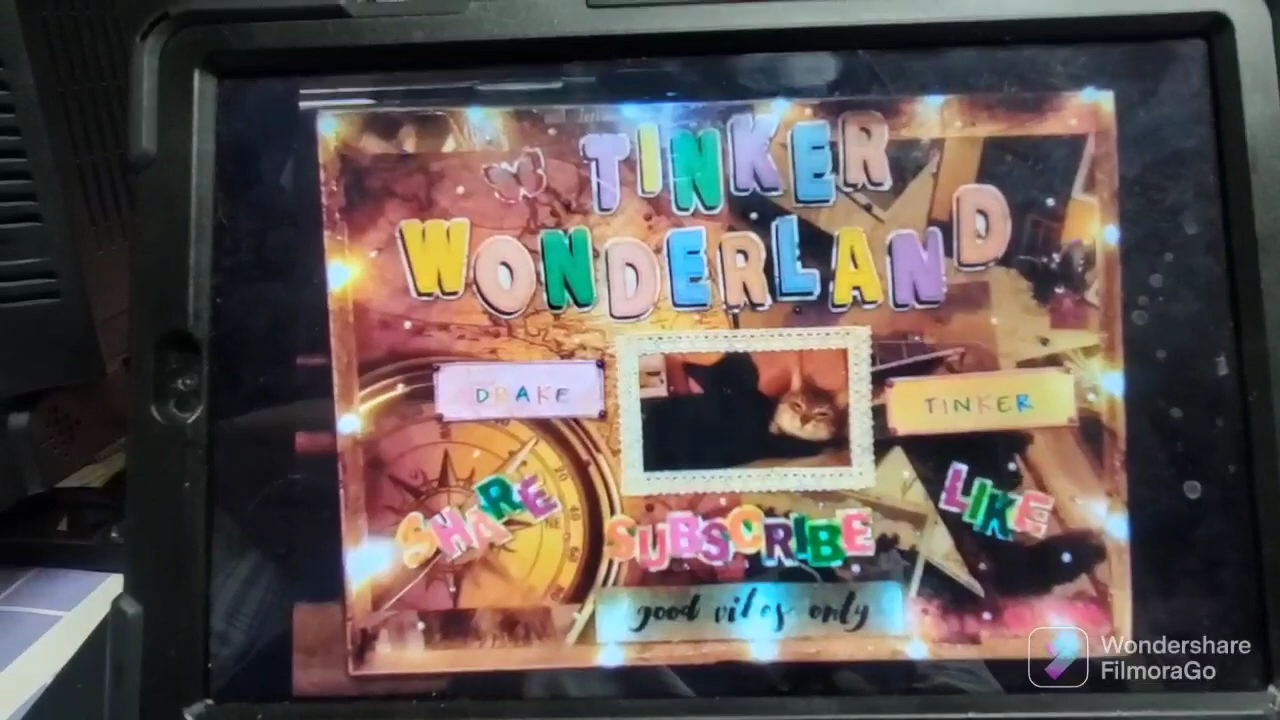 TINKER
WONDERLAND
DRAKE
TINKER
SHARE
SUBSCRIBE
LIKE
good vibes only
Wondershare
FilmoraGo